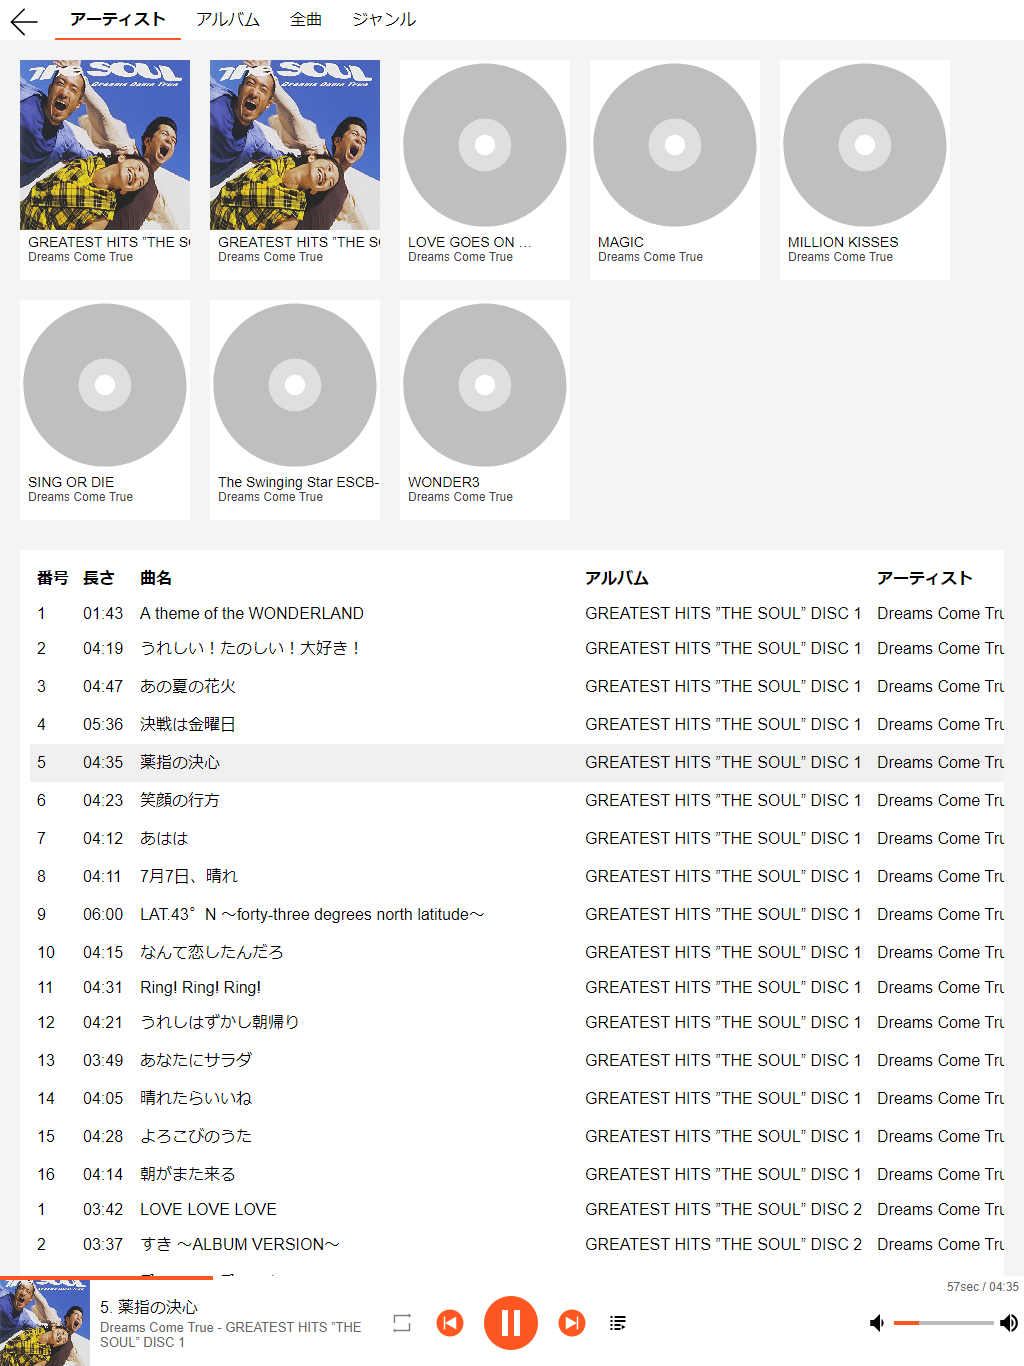 アーティスト アルバム 全曲 ジャンル
The SOUL
Dreams Come True
The SOUL
Dreams Come True
GREATEST HITS ”THE SO
Dreams Come True
GREATEST HITS ”THE SO
Dreams Come True
LOVE GOES ON …
Dreams Come True
MAGIC
Dreams Come True
MILLION KISSES
Dreams Come True
SING OR DIE
Dreams Come True
The Swinging Star ESCB-
Dreams Come True
WONDER3
Dreams Come True
番号 長さ 曲名 アルバム アーティスト
1 01:43 A theme of the WONDERLAND GREATEST HITS ”THE SOUL” DISC 1 Dreams Come Tru
2 04:19 うれしい！たのしい！大好き！ GREATEST HITS ”THE SOUL” DISC 1 Dreams Come Tru
3 04:47 あの夏の花火 GREATEST HITS ”THE SOUL” DISC 1 Dreams Come Tru
4 05:36 決戦は金曜日 GREATEST HITS ”THE SOUL” DISC 1 Dreams Come Tru
5 04:35 薬指の決心 GREATEST HITS ”THE SOUL” DISC 1 Dreams Come Tru
6 04:23 笑顔の行方 GREATEST HITS ”THE SOUL” DISC 1 Dreams Come Tru
7 04:12 あはは GREATEST HITS ”THE SOUL” DISC 1 Dreams Come Tru
8 04:11 7月7日、晴れ GREATEST HITS ”THE SOUL” DISC 1 Dreams Come Tru
9 06:00 LAT.43°N ～forty-three degrees north latitude～ GREATEST HITS ”THE SOUL” DISC 1 Dreams Come Tru
10 04:15 なんて恋したんだろ GREATEST HITS ”THE SOUL” DISC 1 Dreams Come Tru
11 04:31 Ring! Ring! Ring! GREATEST HITS ”THE SOUL” DISC 1 Dreams Come Tru
12 04:21 うれしはずかし朝帰り GREATEST HITS ”THE SOUL” DISC 1 Dreams Come Tru
13 03:49 あなたにサラダ GREATEST HITS ”THE SOUL” DISC 1 Dreams Come Tru
14 04:05 晴れたらいいね GREATEST HITS ”THE SOUL” DISC 1 Dreams Come Tru
15 04:28 よろこびのうた GREATEST HITS ”THE SOUL” DISC 1 Dreams Come Tru
16 04:14 朝がまた来る GREATEST HITS ”THE SOUL” DISC 1 Dreams Come Tru
1 03:42 LOVE LOVE LOVE GREATEST HITS ”THE SOUL” DISC 2 Dreams Come Tru
2 03:37 すき ～ALBUM VERSION～ GREATEST HITS ”THE SOUL” DISC 2 Dreams Come Tru
57sec / 04:35
5. 薬指の決心
Dreams Come True - GREATEST HITS ”THE
SOUL” DISC 1